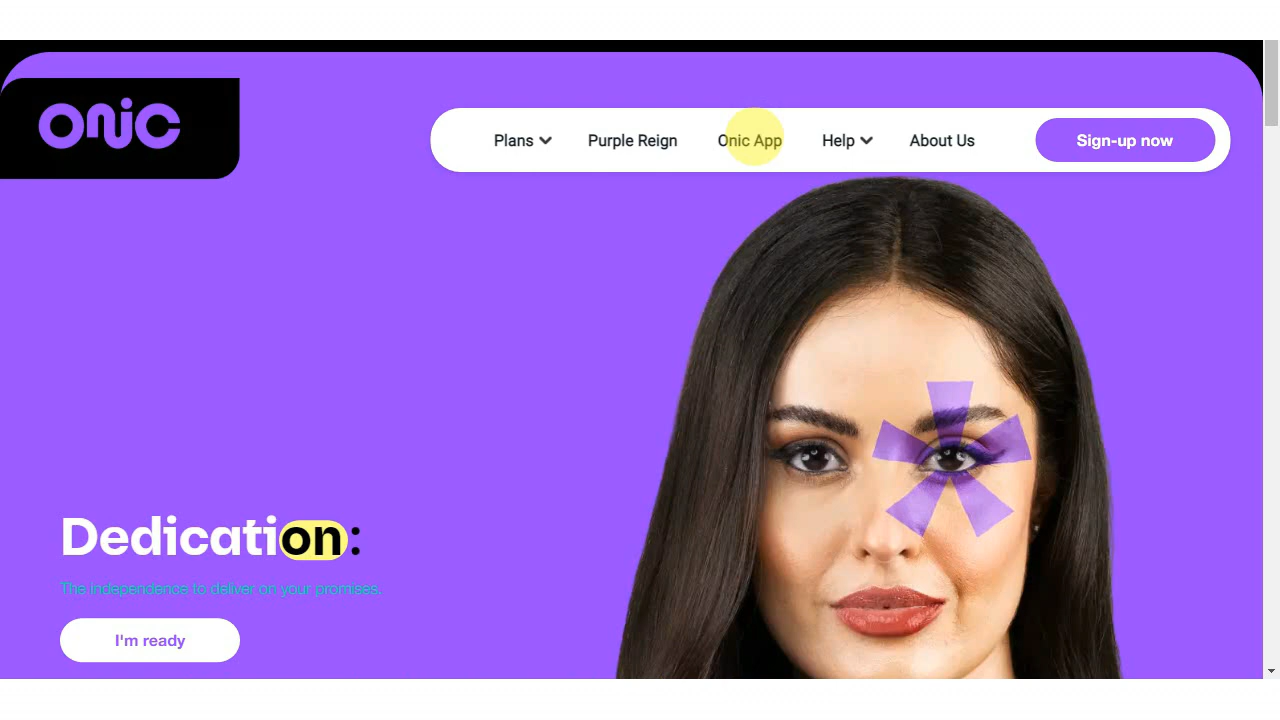 onic
Plans Purple Reign Onic App Help About Us Sign-up now
Dedication:
The independence to deliver on your promises.
I'm ready